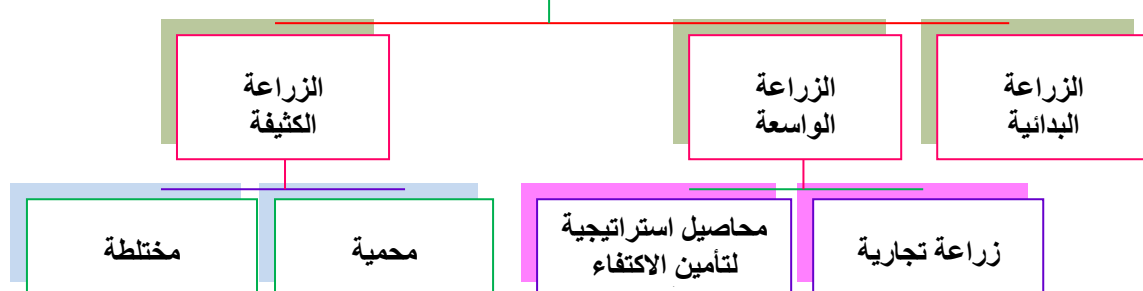 الزراعة
البدائية
الزراعة
الواسعة
الزراعة
الكثيفة
زراعة تجارية
محاصيل استراتيجية
لتأمين الاكتفاء
محمية
مختلطة